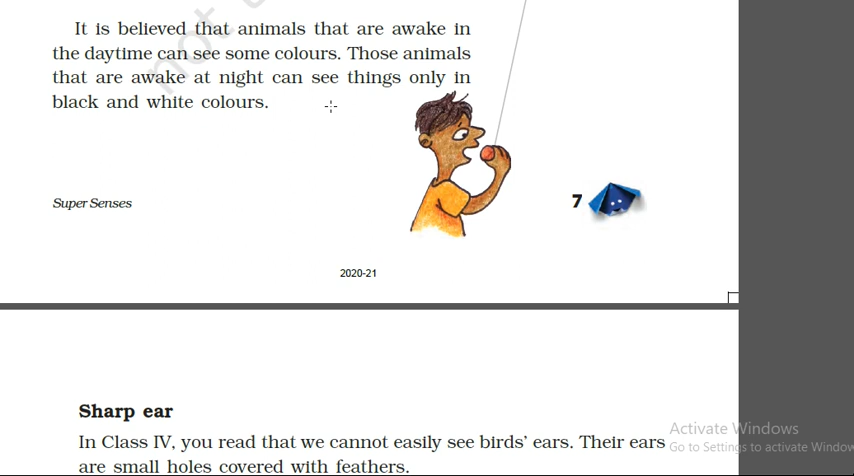 It is believed that animals that are awake in
the daytime can see some colours. Those animals
that are awake at night can see things only in
black and white colours.
Super Senses
7
2020-21
Sharp ear
In Class IV, you read that we cannot easily see birds' ears. Their ears
are small holes covered with feathers.
Activate Windows
Go to Settings to activate Window
not